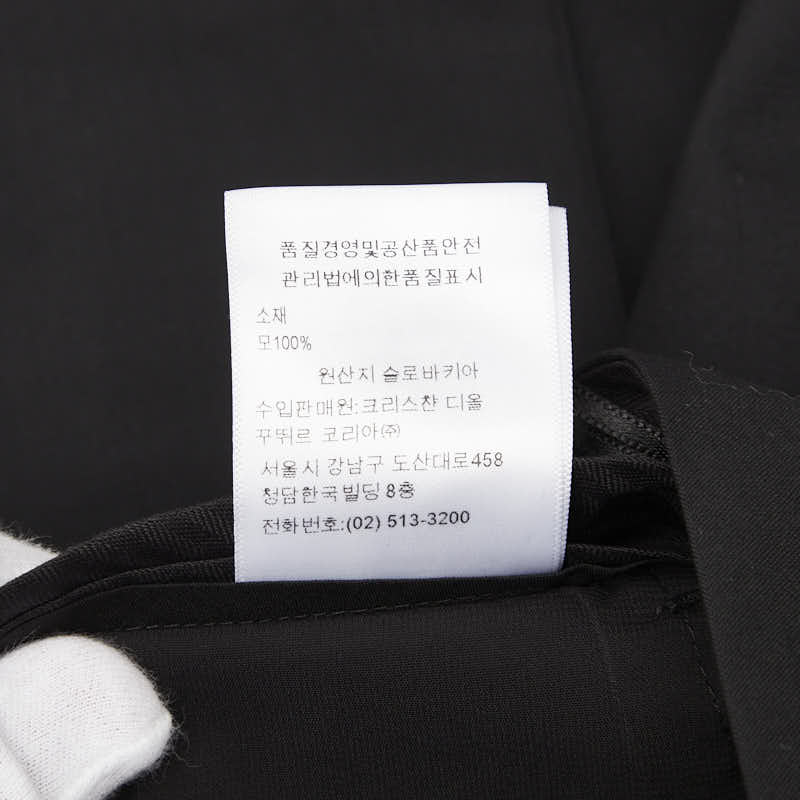 품질경영및공산품안전
관리법에의한품질표시
소재
모100%
원산지 슬로바키아
수입판매원:크리스챤 디올
꾸뛰르 코리아㈜
서울시 강남구 도산대로458
청담한국빌딩 8층
전화번호:(02) 513-3200